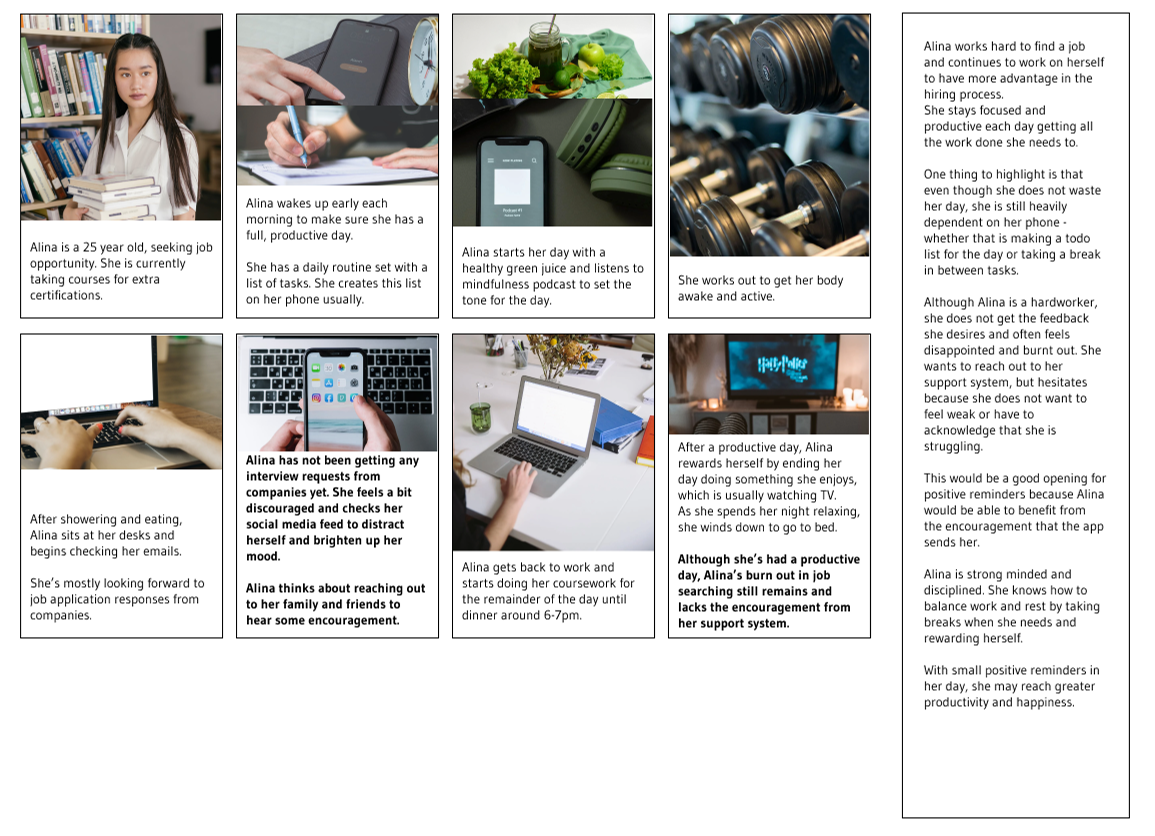 Alina is a 25 year old, seeking job
opportunity. She is currently
taking courses for extra
certifications.
Alina wakes up early each
morning to make sure she has a
full, productive day.
She has a daily routine set with a
list of tasks. She creates this list
on her phone usually.
Podcast #1
Alina starts her day with a
healthy green juice and listens to
mindfulness podcast to set the
tone for the day.
She works out to get her body
awake and active.
After showering and eating,
Alina sits at her desks and
begins checking her emails.
She's mostly looking forward to
job application responses from
companies.
Alina has not been getting any
interview requests from
companies yet. She feels a bit
discouraged and checks her
social media feed to distract
herself and brighten up her
mood.
Alina thinks about reaching out
to her family and friends to
hear some encouragement.
Alina gets back to work and
starts doing her coursework for
the remainder of the day until
dinner around 6-7pm.
Harry Potter
After a productive day, Alina
rewards herself by ending her
day doing something she enjoys,
which is usually watching TV.
As she spends her night relaxing,
she winds down to go to bed.
Although she's had a productive
day, Alina's burn out in job
searching still remains and
lacks the encouragement from
her support system.
Alina works hard to find a job
and continues to work on herself
to have more advantage in the
hiring process.
She stays focused and
productive each day getting all
the work done she needs to.
One thing to highlight is that
even though she does not waste
her day, she is still heavily
dependent on her phone -
whether that is making a todo
list for the day or taking a break
in between tasks.
Although Alina is a hardworker,
she does not get the feedback
she desires and often feels
disappointed and burnt out. She
wants to reach out to her
support system, but hesitates
because she does not want to
feel weak or have to
acknowledge that she is
struggling.
This would be a good opening for
positive reminders because Alina
would be able to benefit from
the encouragement that the app
sends her.
Alina is strong minded and
disciplined. She knows how to
balance work and rest by taking
breaks when she needs and
rewarding herself.
With small positive reminders in
her day, she may reach greater
productivity and happiness.